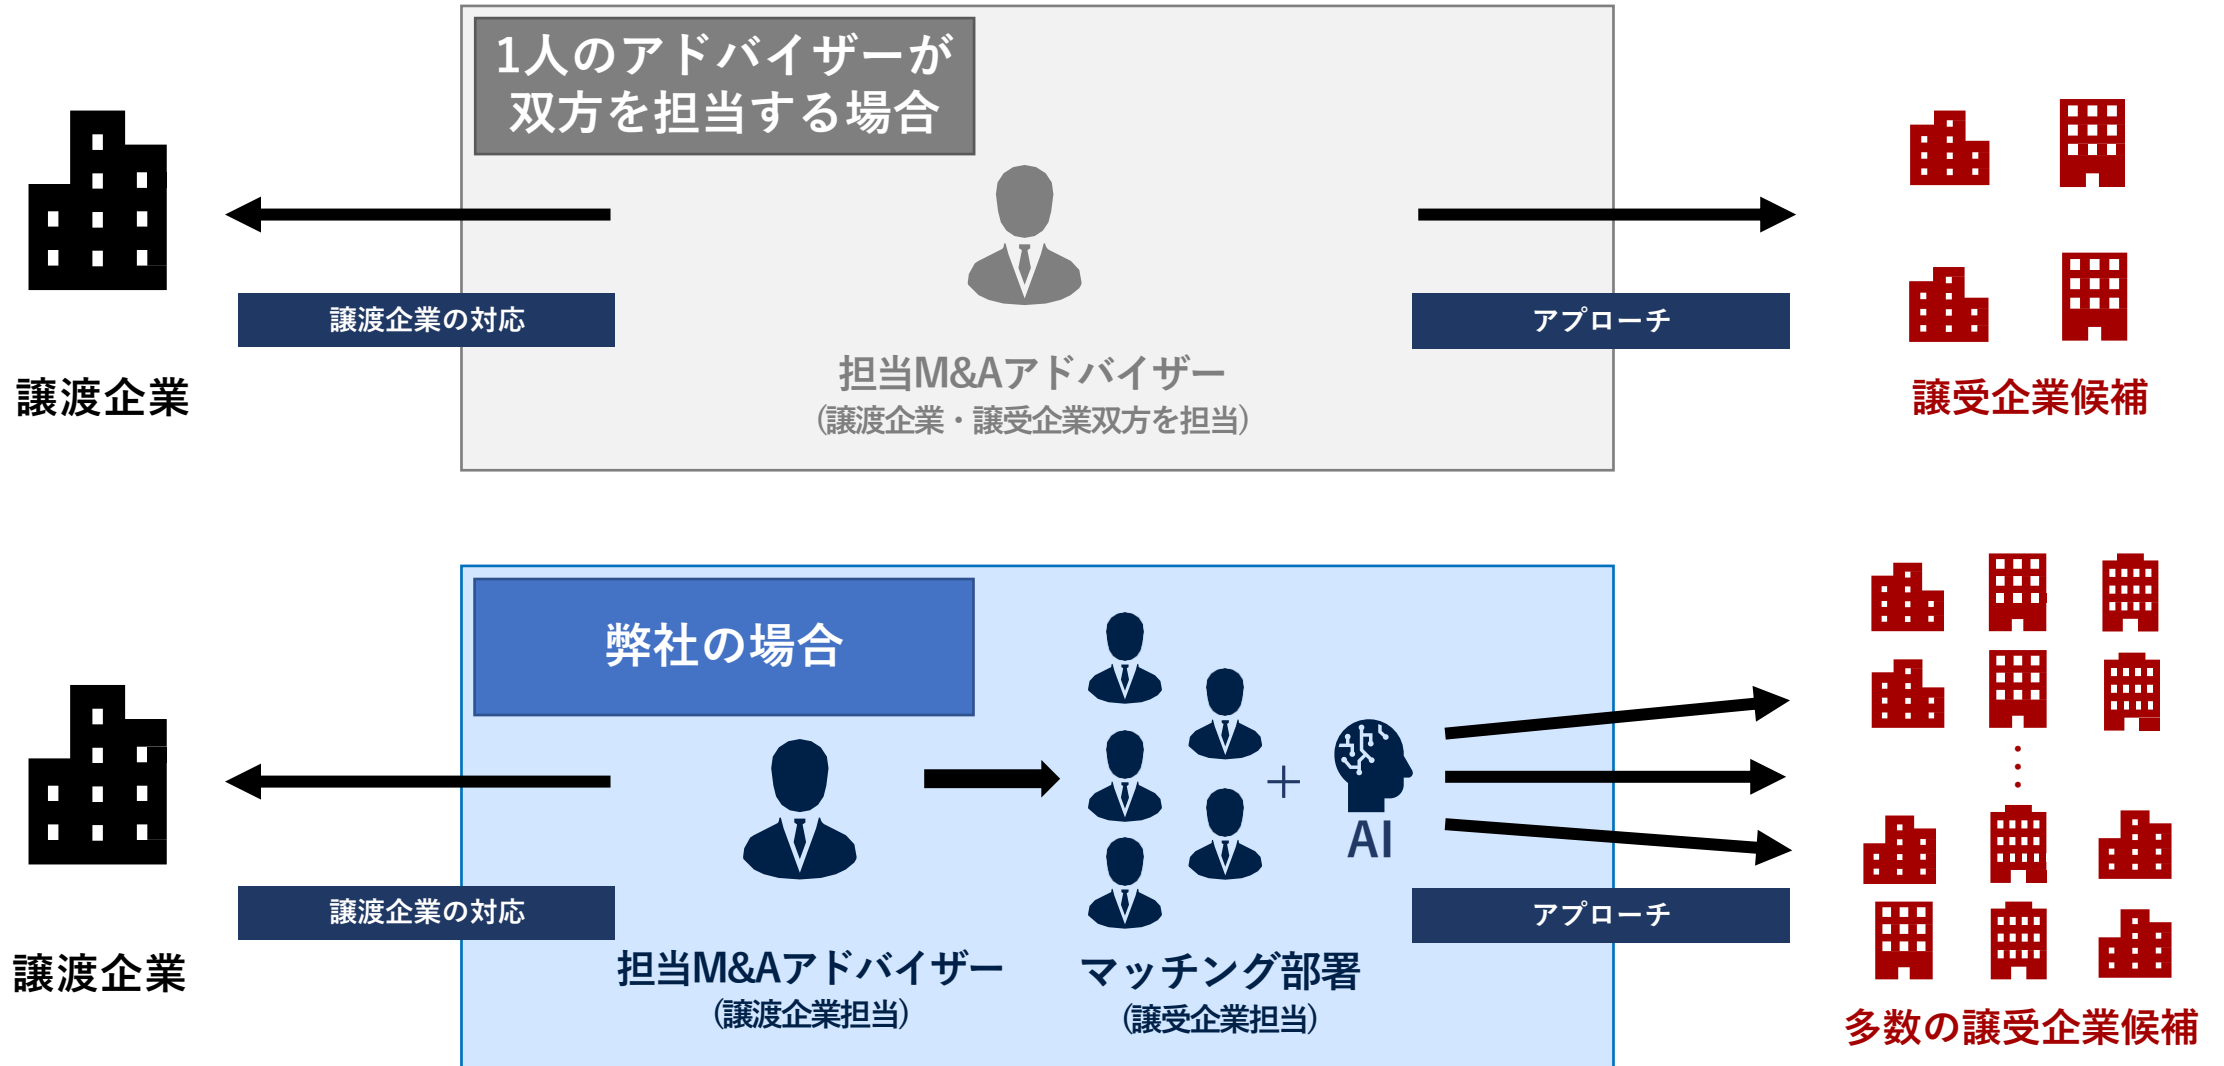 1人のアドバイザーが
双方を担当する場合
譲渡企業の対応
アプローチ
担当M&Aアドバイザー
(譲渡企業・譲受企業双方を担当)
譲渡企業
譲受企業候補
弊社の場合
+
AI
譲渡企業の対応
アプローチ
担当M&Aアドバイザー
(譲渡企業担当)
マッチング部署
(譲受企業担当)
譲渡企業
多数の譲受企業候補